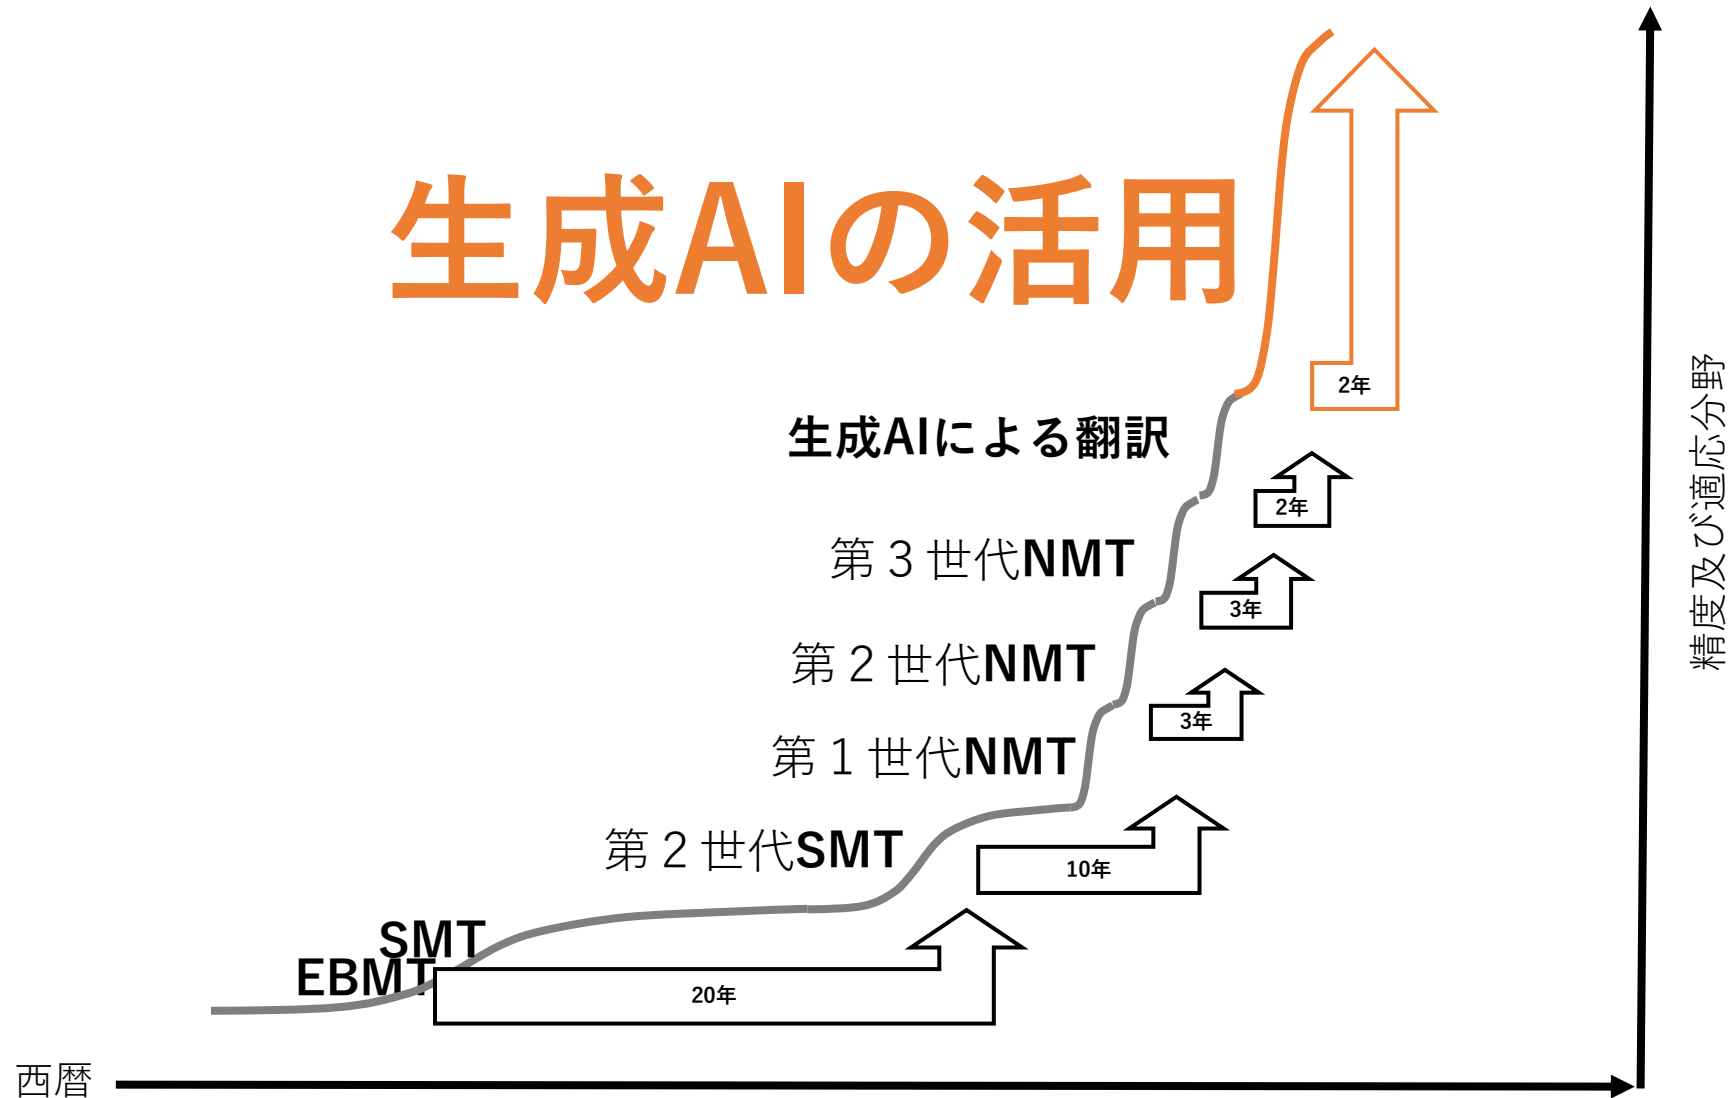 生成AIの活用
2年
生成AIによる翻訳
2年
第３世代NMT
3年
第２世代NMT
3年
第１世代NMT
10年
第２世代SMT
SMT
EBMT
20年
西暦
精度及び適応分野